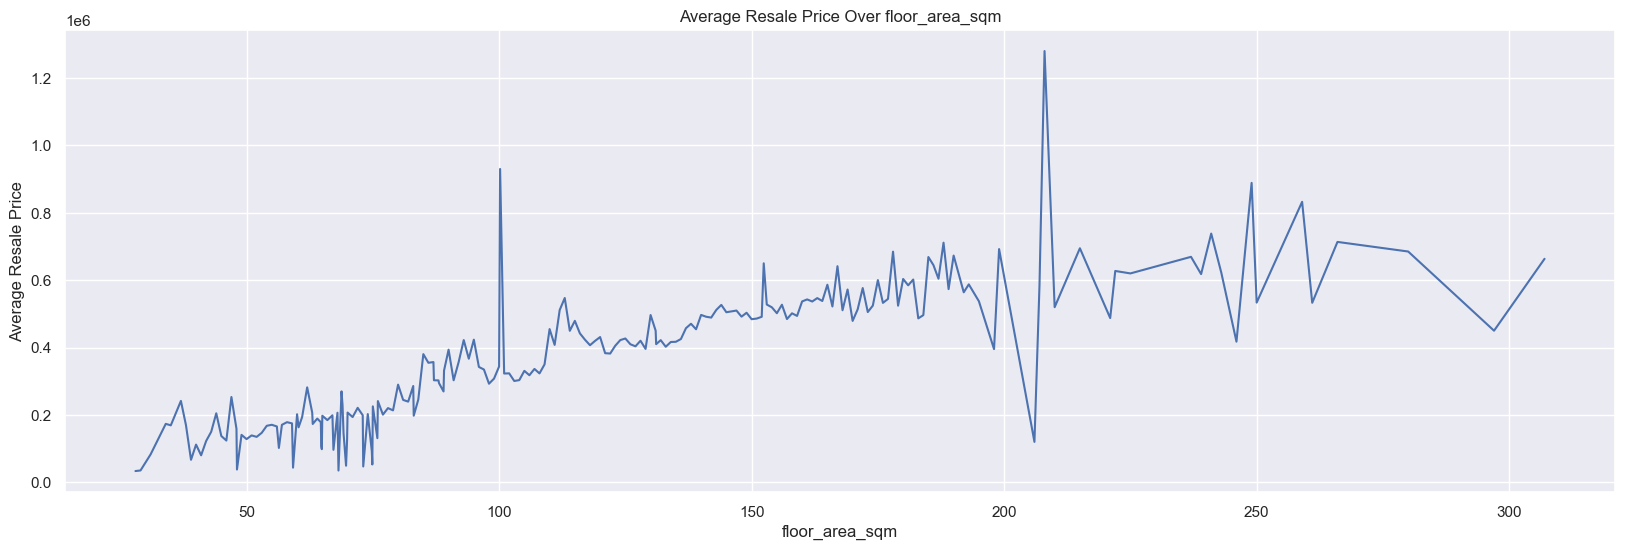 Average Resale Price Over floor_area_sqm
1e6
Average Resale Price
1.2
1.0
0.8
0.6
0.4
0.2
0.0
50 100 150 200 250 300
floor_area_sqm